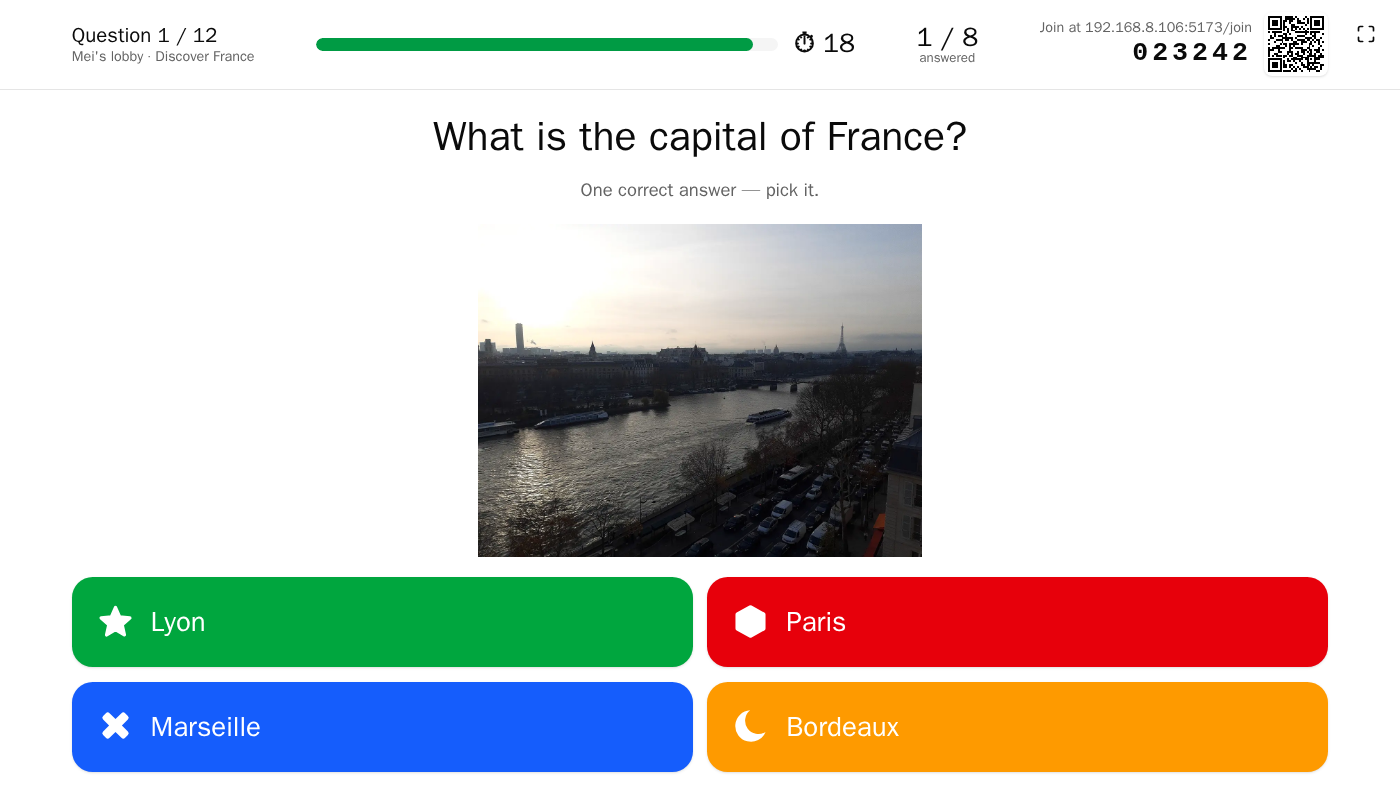 Question 1 / 12
Mei's lobby · Discover France
18
1 / 8
answered
Join at 192.168.8.106:5173/join
023242
What is the capital of France?
One correct answer — pick it.
Lyon
Paris
Marseille
Bordeaux